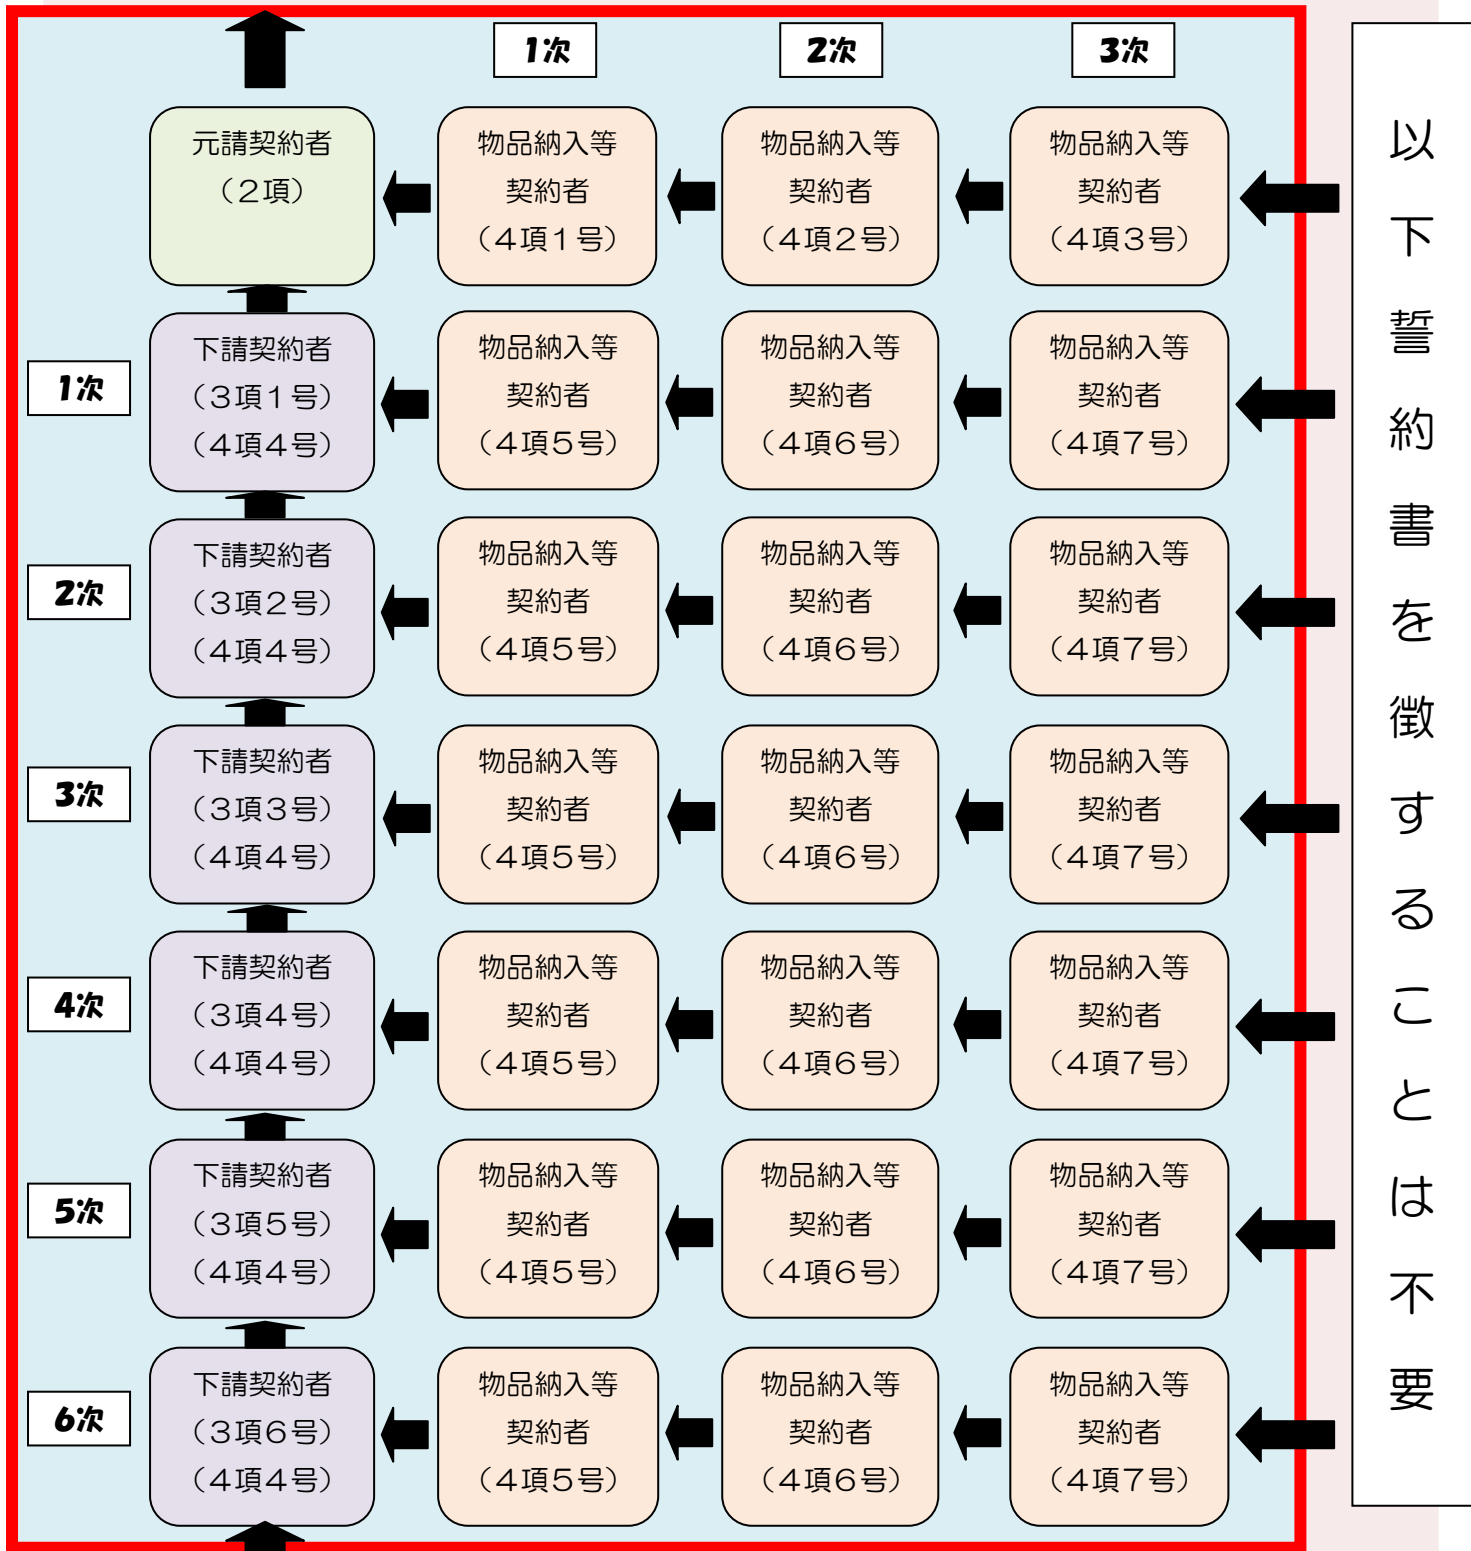 1次
2次
3次
元請契約者
（２項）
物品納入等
契約者
（４項１号）
物品納入等
契約者
（４項２号）
物品納入等
契約者
（４項３号）
1次
下請契約者
（３項１号）
（４項４号）
物品納入等
契約者
（４項５号）
物品納入等
契約者
（４項６号）
物品納入等
契約者
（４項７号）
2次
下請契約者
（３項２号）
（４項４号）
物品納入等
契約者
（４項５号）
物品納入等
契約者
（４項６号）
物品納入等
契約者
（４項７号）
3次
下請契約者
（３項３号）
（４項４号）
物品納入等
契約者
（４項５号）
物品納入等
契約者
（４項６号）
物品納入等
契約者
（４項７号）
4次
下請契約者
（３項４号）
（４項４号）
物品納入等
契約者
（４項５号）
物品納入等
契約者
（４項６号）
物品納入等
契約者
（４項７号）
5次
下請契約者
（３項５号）
（４項４号）
物品納入等
契約者
（４項５号）
物品納入等
契約者
（４項６号）
物品納入等
契約者
（４項７号）
6次
下請契約者
（３項６号）
（４項４号）
物品納入等
契約者
（４項５号）
物品納入等
契約者
（４項６号）
物品納入等
契約者
（４項７号）
以下誓約書を徴することは不要